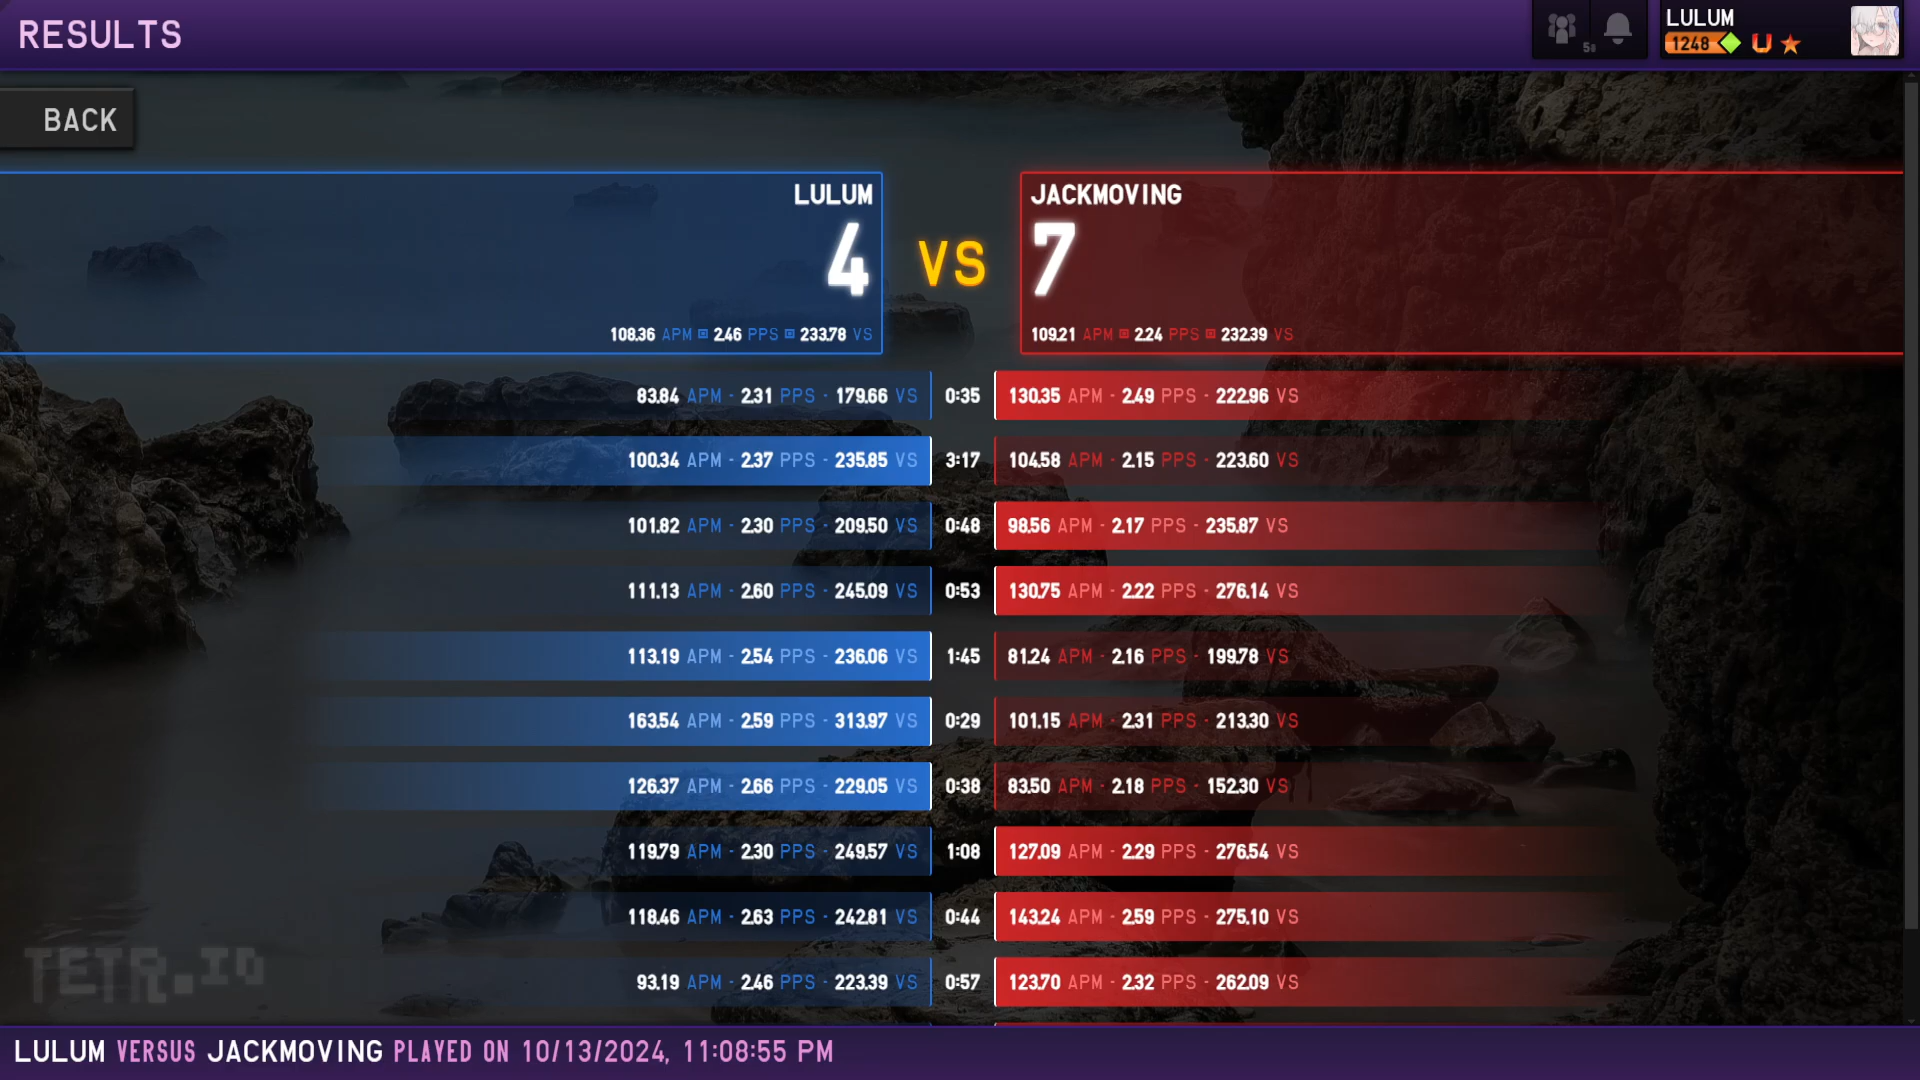 RESULTS
5
LULUM
1248
BACK
LULUM
4
108.36 APM 2.46 PPS 233.78 VS
VS
JACKMOVING
7
109.21 APM 2.24 PPS 232.39 VS
83.84 APM - 2.31 PPS - 179.66 VS 0:35 130.35 APM - 2.49 PPS - 222.96 VS
100.34 APM - 2.37 PPS - 235.85 VS 3:17 104.58 APM - 2.15 PPS - 223.60 VS
101.82 APM - 2.30 PPS - 209.50 VS 0:48 98.56 APM - 2.17 PPS - 235.87 VS
111.13 APM - 2.60 PPS - 245.09 VS 0:53 130.75 APM - 2.22 PPS - 276.14 VS
113.19 APM - 2.54 PPS - 236.06 VS 1:45 81.24 APM - 2.16 PPS - 199.78 VS
163.54 APM - 2.59 PPS - 313.97 VS 0:29 101.15 APM - 2.31 PPS - 213.30 VS
126.37 APM - 2.66 PPS - 229.05 VS 0:38 83.50 APM - 2.18 PPS - 152.30 VS
119.79 APM - 2.30 PPS - 249.57 VS 1:08 127.09 APM - 2.29 PPS - 276.54 VS
118.46 APM - 2.63 PPS - 242.81 VS 0:44 143.24 APM - 2.59 PPS - 275.10 VS
93.19 APM - 2.46 PPS - 223.39 VS 0:57 123.70 APM - 2.32 PPS - 262.09 VS
TETR.IO
LULUM VERSUS JACKMOVING PLAYED ON 10/13/2024, 11:08:55 PM